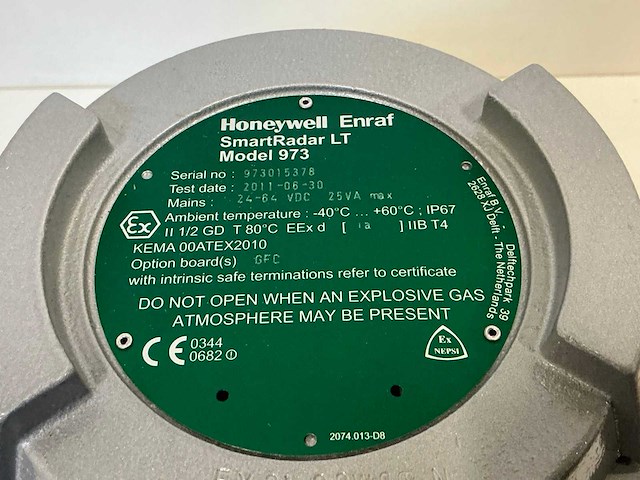 Honeywell Enraf
SmartRadar LT
Model 973
Serial no : 973015378
Test date : 2011-06-30
Mains : 24-64 VDC 25VA max
Ambient temperature : -40°C ... +60°C ; IP67
Ex II 1/2 GD T 80°C EEx d [ ia ] IIB T4
KEMA 00ATEX2010
Option board(s) GFC
with intrinsic safe terminations refer to certificate
DO NOT OPEN WHEN AN EXPLOSIVE GAS
ATMOSPHERE MAY BE PRESENT
CE 0344
0682
Ex
NEPSI
2074.013-D8
Enraf B.V. - Delftechpark 39
2628 XJ Delft - The Netherlands